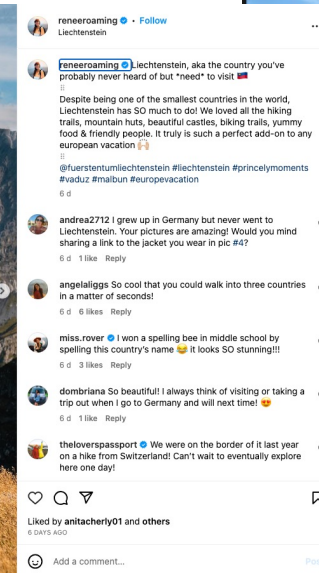 reneeroaming • Follow
Liechtenstein
...
reneeroaming Liechtenstein, aka the country you've
probably never heard of but *need* to visit 🇱🇮
⠿
Despite being one of the smallest countries in the world,
Liechtenstein has SO much to do! We loved all the hiking
trails, mountain huts, beautiful castles, biking trails, yummy
food & friendly people. It truly is such a perfect add-on to any
european vacation 🙌🏻
⠿
@fuerstentumliechtenstein #liechtenstein #princelymoments
#vaduz #malbun #europevacation
6 d
andrea2712 I grew up in Germany but never went to
Liechtenstein. Your pictures are amazing! Would you mind
sharing a link to the jacket you wear in pic #4?
6 d 1 like Reply
angelaliggs So cool that you could walk into three countries
in a matter of seconds!
6 d 6 likes Reply
miss.rover I won a spelling bee in middle school by
spelling this country's name 😂 it looks SO stunning!!!
6 d 3 likes Reply
dombriana So beautiful! I always think of visiting or taking a
trip out when I go to Germany and will next time! 😍
6 d 1 like Reply
theloverspassport We were on the border of it last year
on a hike from Switzerland! Can't wait to eventually explore
here one day!
Liked by anitacherly01 and others
6 DAYS AGO
Add a comment...